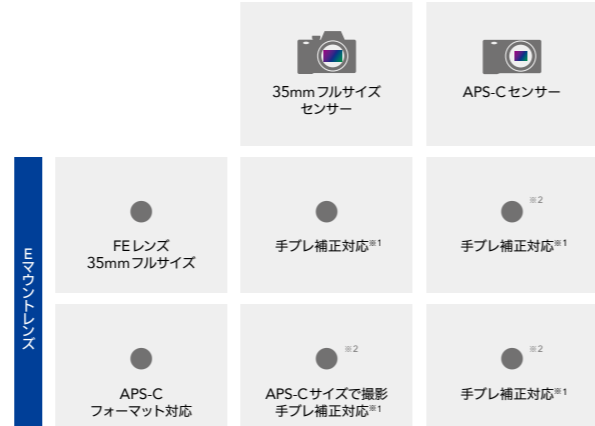 35mmフルサイズ
センサー
APS-Cセンサー
Eマウントレンズ
FEレンズ
35mmフルサイズ
手ブレ補正対応※1
※2
手ブレ補正対応※1
APS-C
フォーマット対応
※2
APS-Cサイズで撮影
手ブレ補正対応※1
※2
手ブレ補正対応※1